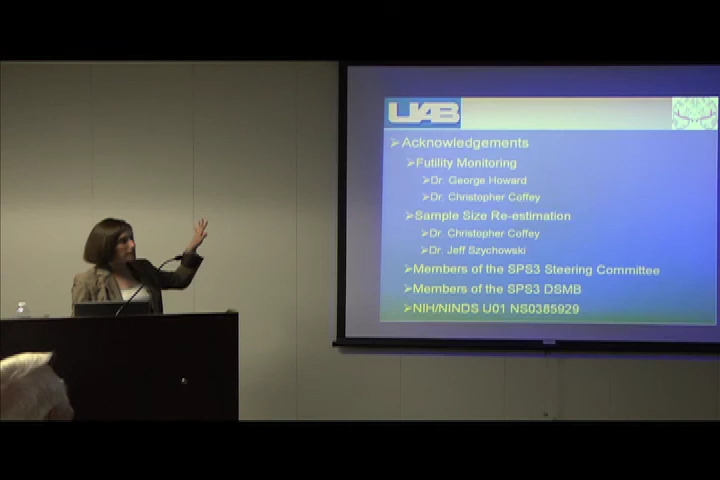 UAB
➢Acknowledgements
➢Futility Monitoring
➢Dr. George Howard
➢Dr. Christopher Coffey
➢Sample Size Re-estimation
➢Dr. Christopher Coffey
➢Dr. Jeff Szychowski
➢Members of the SPS3 Steering Committee
➢Members of the SPS3 DSMB
➢NIH/NINDS U01 NS0385929